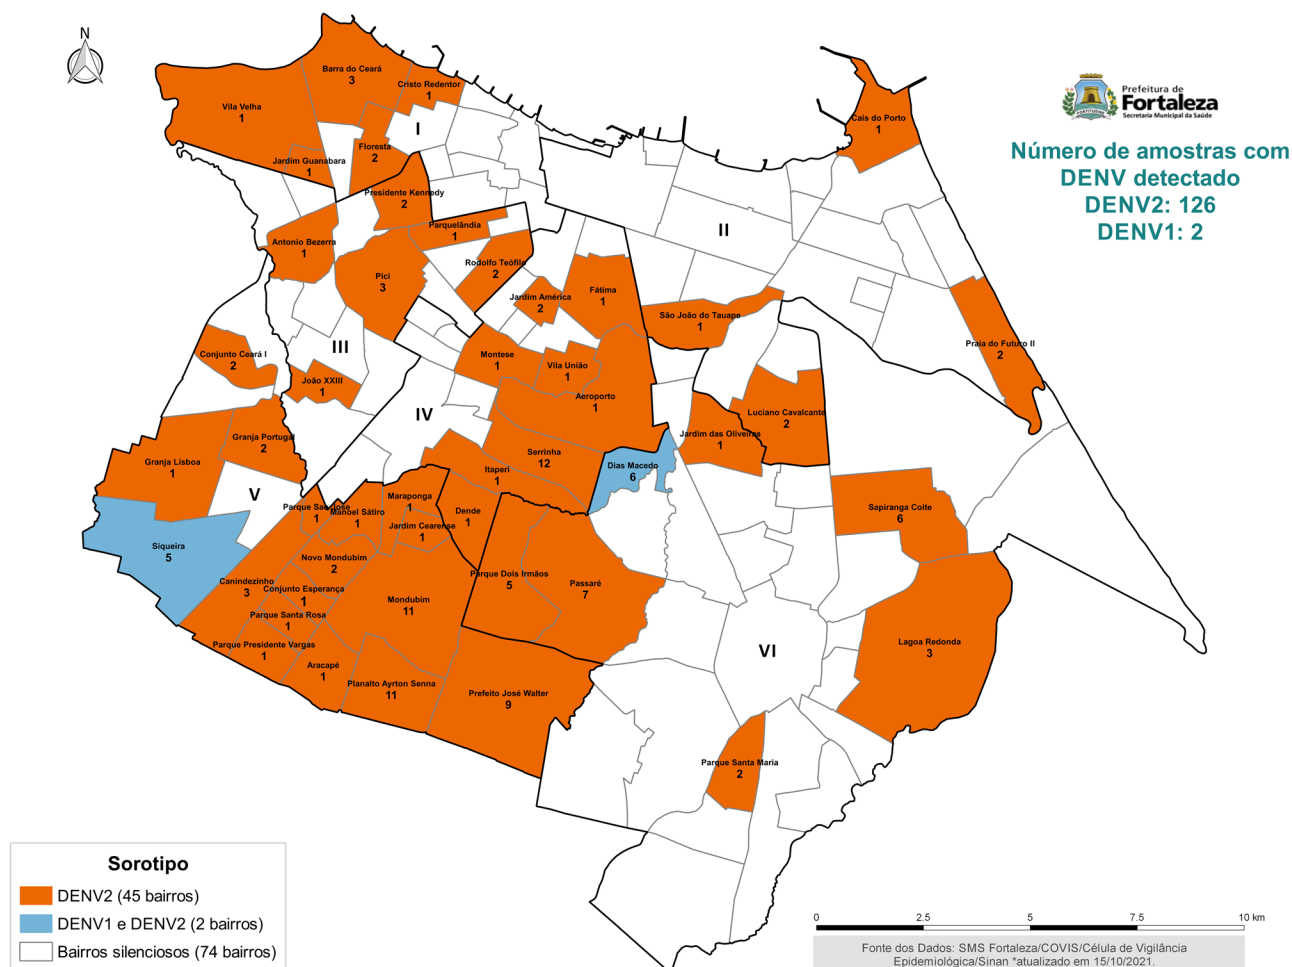 N
Prefeitura de
Fortaleza
Secretaria Municipal da Saúde
Número de amostras com
DENV detectado
DENV2: 126
DENV1: 2
Barra do Ceará
3
Cristo Redentor
1
Vila Velha
1
I
Floresta
2
Jardim Guanabara
1
Presidente Kennedy
2
Cais do Porto
1
Parquelândia
1
II
Antonio Bezerra
1
Rodolfo Teófilo
2
Pici
3
Fátima
1
Jardim América
2
São João do Tauape
1
Praia do Futuro II
2
III
Conjunto Ceará I
2
Montese
1
Vila União
1
João XXIII
1
Aeroporto
1
IV
Luciano Cavalcante
2
Jardim das Oliveiras
1
Granja Portugal
2
Granja Lisboa
1
Serrinha
12
Dias Macedo
6
Itaperi
1
V
Maraponga
1
Parque Sao Jose
1
Manoel Sátiro
1
Dende
1
Jardim Cearense
1
Sapiranga Coite
6
Siqueira
5
Novo Mondubim
2
Canindezinho
3
Conjunto Esperança
1
Parque Dois Irmãos
5
Passaré
7
Mondubim
11
Parque Santa Rosa
1
Parque Presidente Vargas
1
Lagoa Redonda
3
VI
Aracapé
1
Planalto Ayrton Senna
11
Prefeito José Walter
9
Parque Santa Maria
2
Sorotipo
DENV2 (45 bairros)
DENV1 e DENV2 (2 bairros)
Bairros silenciosos (74 bairros)
0 2.5 5 7.5 10 km
Fonte dos Dados: SMS Fortaleza/COVIS/Célula de Vigilância
Epidemiológica/Sinan *atualizado em 15/10/2021.